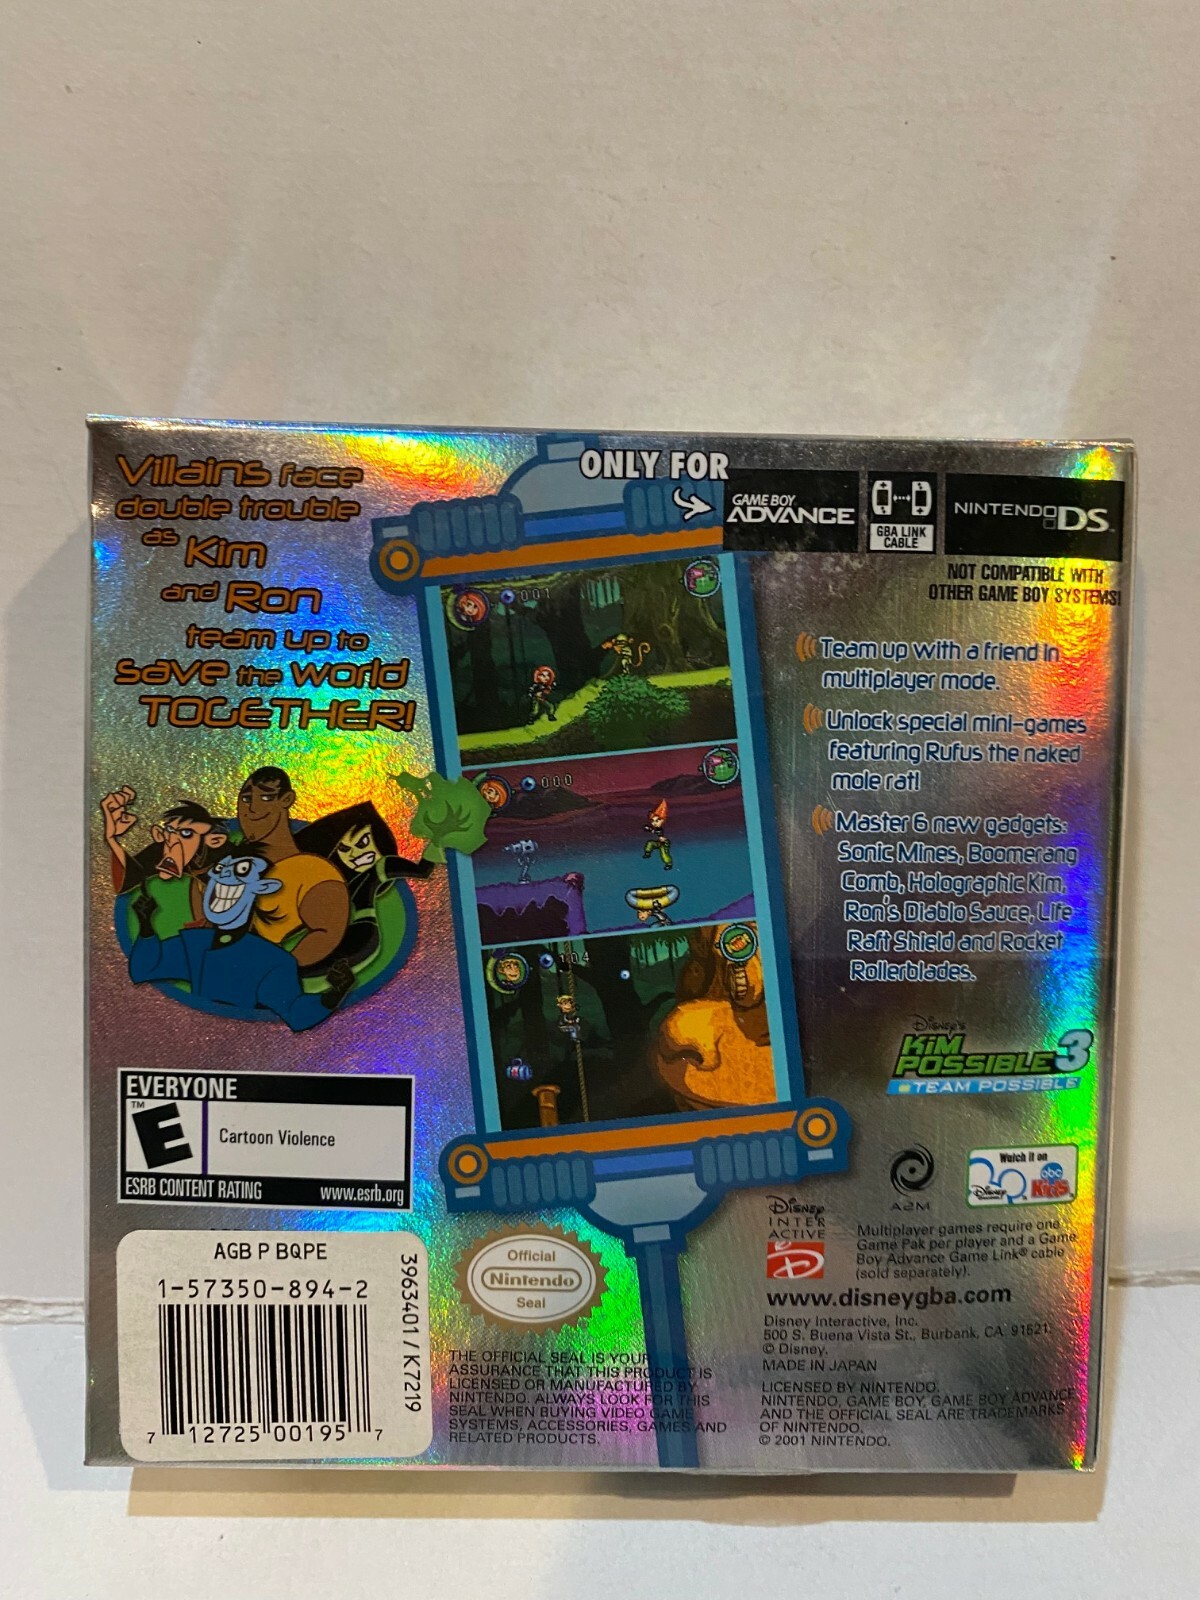 Villains face
double trouble
as Kim
and Ron
team up to
save the world
TOGETHER!
ONLY FOR
GAME BOY
ADVANCE
GBA LINK
CABLE
NINTENDO DS™
NOT COMPATIBLE WITH
OTHER GAME BOY SYSTEMS!
001
000
104
Team up with a friend in
multiplayer mode.
Unlock special mini-games
featuring Rufus the naked
mole rat!
Master 6 new gadgets:
Sonic Mines, Boomerang
Comb, Holographic Kim,
Ron's Diablo Sauce, Life
Raft Shield and Rocket
Rollerblades.
Disney's
KiM
POSSIBLE 3
TEAM POSSIBLE
EVERYONE
E™
Cartoon Violence
ESRB CONTENT RATING www.esrb.org
A2M
Watch it on
Disney
abc
KIDS
Disney
INTER
ACTIVE
D
Multiplayer games require one
Game Pak per player and a Game
Boy Advance Game Link® cable
(sold separately).
www.disneygba.com
Disney Interactive, Inc.
500 S. Buena Vista St., Burbank, CA 91521.
© Disney.
MADE IN JAPAN
LICENSED BY NINTENDO.
NINTENDO, GAME BOY, GAME BOY ADVANCE
AND THE OFFICIAL SEAL ARE TRADEMARKS
OF NINTENDO.
© 2001 NINTENDO.
Official
Nintendo
Seal
THE OFFICIAL SEAL IS YOUR
ASSURANCE THAT THIS PRODUCT IS
LICENSED OR MANUFACTURED BY
NINTENDO. ALWAYS LOOK FOR THIS
SEAL WHEN BUYING VIDEO GAME
SYSTEMS, ACCESSORIES, GAMES AND
RELATED PRODUCTS.
AGB P BQPE
1-57350-894-2
7 12725 00195 7
3963401 / K7219